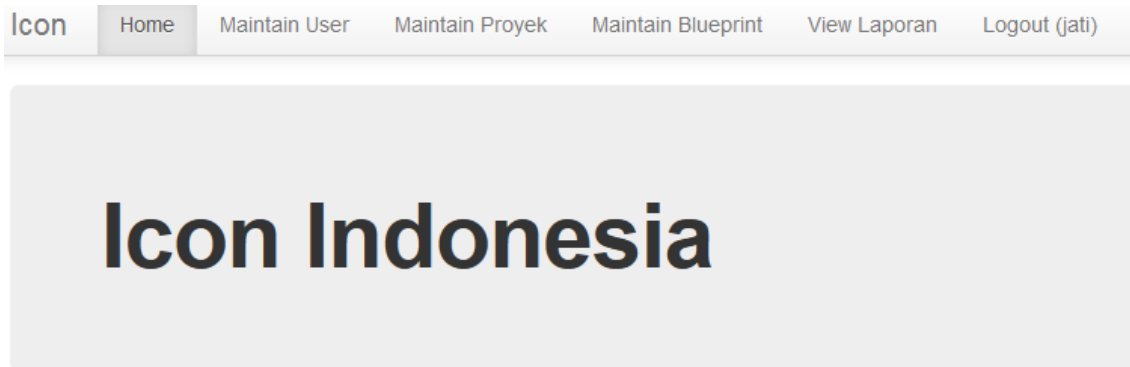 Icon Home Maintain User Maintain Proyek Maintain Blueprint View Laporan Logout (jati)
Icon Indonesia